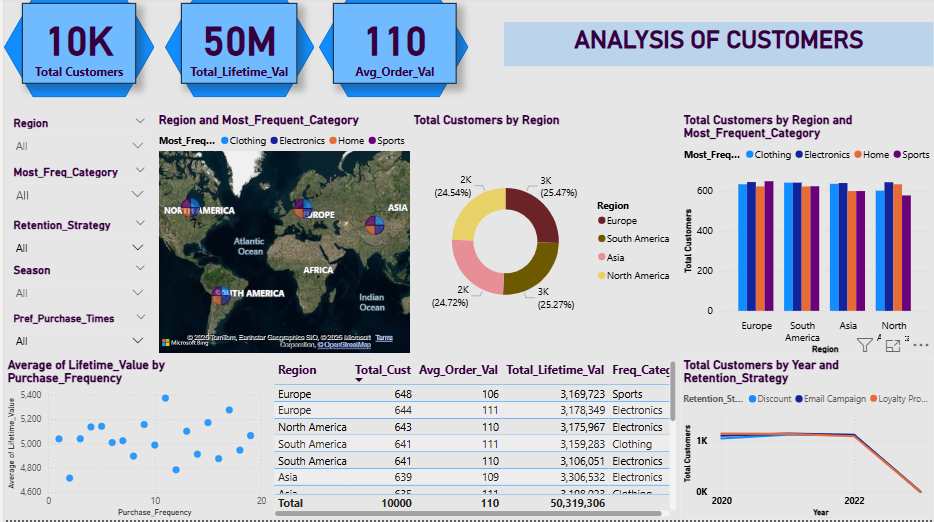 10K
Total Customers
50M
Total_Lifetime_Val
110
Avg_Order_Val
ANALYSIS OF CUSTOMERS
Region
All
Most_Freq_Category
All
Retention_Strategy
All
Season
All
Pref_Purchase_Times
All
Region and Most_Frequent_Category
Most_Freq... Clothing Electronics Home Sports
NORTH AMERICA
EUROPE
ASIA
Atlantic
Ocean
AFRICA
SOUTH AMERICA
Indian
Ocean
Microsoft Bing
© 2025 TomTom, Earthstar Geographics SIO, © 2025 Microsoft
Corporation, © OpenStreetMap
Terms
Total Customers by Region
2K
(24.54%)
3K
(25.47%)
2K
(24.72%)
3K
(25.27%)
Region
Europe
South America
Asia
North America
Total Customers by Region and
Most_Frequent_Category
Most_Freq... Clothing Electronics Home Sports
Total Customers
600
400
200
0
Europe
South
America
Asia
North
Region
Average of Lifetime_Value by
Purchase_Frequency
Average of Lifetime_Value
5,400
5,200
5,000
4,800
4,600
0 10 20
Purchase_Frequency
Region Total_Cust Avg_Order_Val Total_Lifetime_Val Freq_Categ
Europe 648 106 3,169,723 Sports
Europe 644 111 3,178,349 Electronics
North America 643 110 3,175,967 Electronics
South America 641 111 3,159,283 Clothing
South America 641 110 3,106,051 Electronics
Asia 639 109 3,306,532 Electronics
Asia 635 111 3,198,023 Clothing
Total 10000 110 50,319,306
Total Customers by Year and
Retention_Strategy
Retention_St... Discount Email Campaign Loyalty Pro...
Total Customers
1K
0K
2020 2022
Year